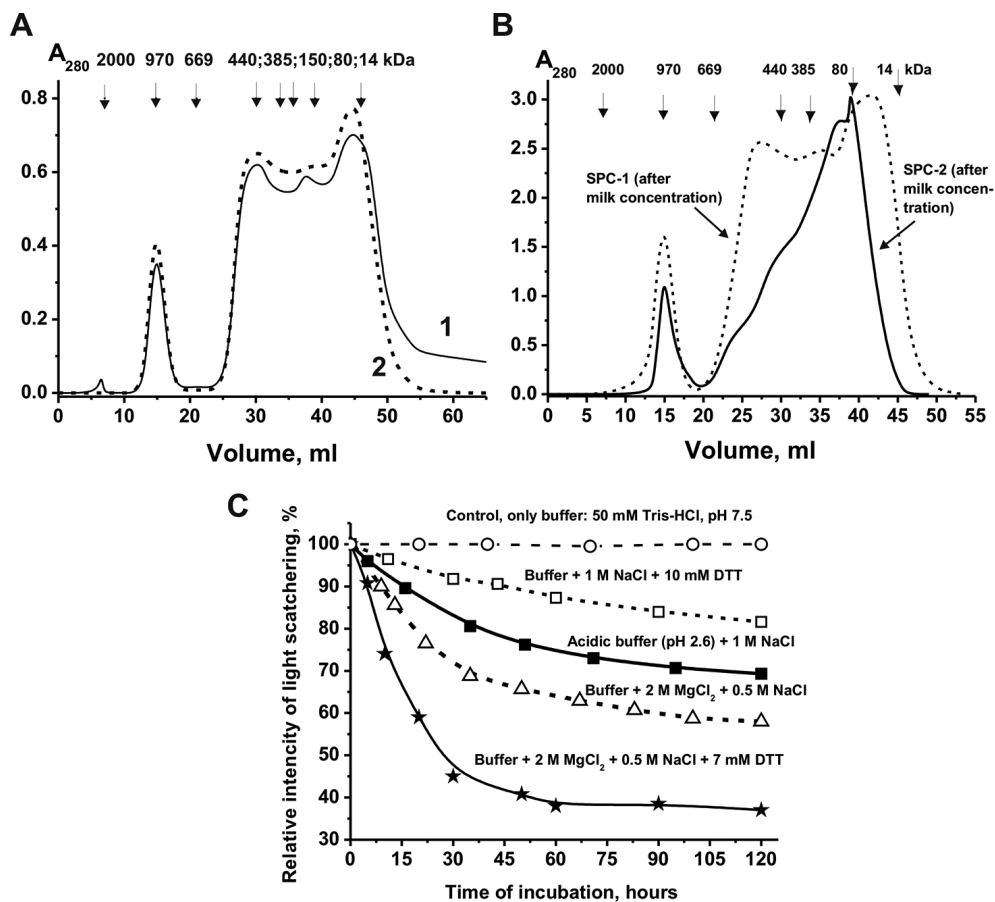 A
A280 2000 970 669 440;385;150;80;14 kDa
0.8
0.6
0.4
0.2
0.0
1
2
0 10 20 30 40 50 60
Volume, ml
B
A280 2000 970 669 440 385 80 14 kDa
3.0
2.5
2.0
1.5
1.0
0.5
0.0
SPC-1 (after
milk concentration)
SPC-2 (after
milk concen-
tration)
0 5 10 15 20 25 30 35 40 45 50 55
Volume, ml
C
Relative intencity of light scatchering, %
Control, only buffer: 50 mM Tris-HCl, pH 7.5
Buffer + 1 M NaCl + 10 mM DTT
Acidic buffer (pH 2.6) + 1 M NaCl
Buffer + 2 M MgCl2 + 0.5 M NaCl
Buffer + 2 M MgCl2 + 0.5 M NaCl + 7 mM DTT
100
90
80
70
60
50
40
30
0 15 30 45 60 75 90 105 120
Time of incubation, hours